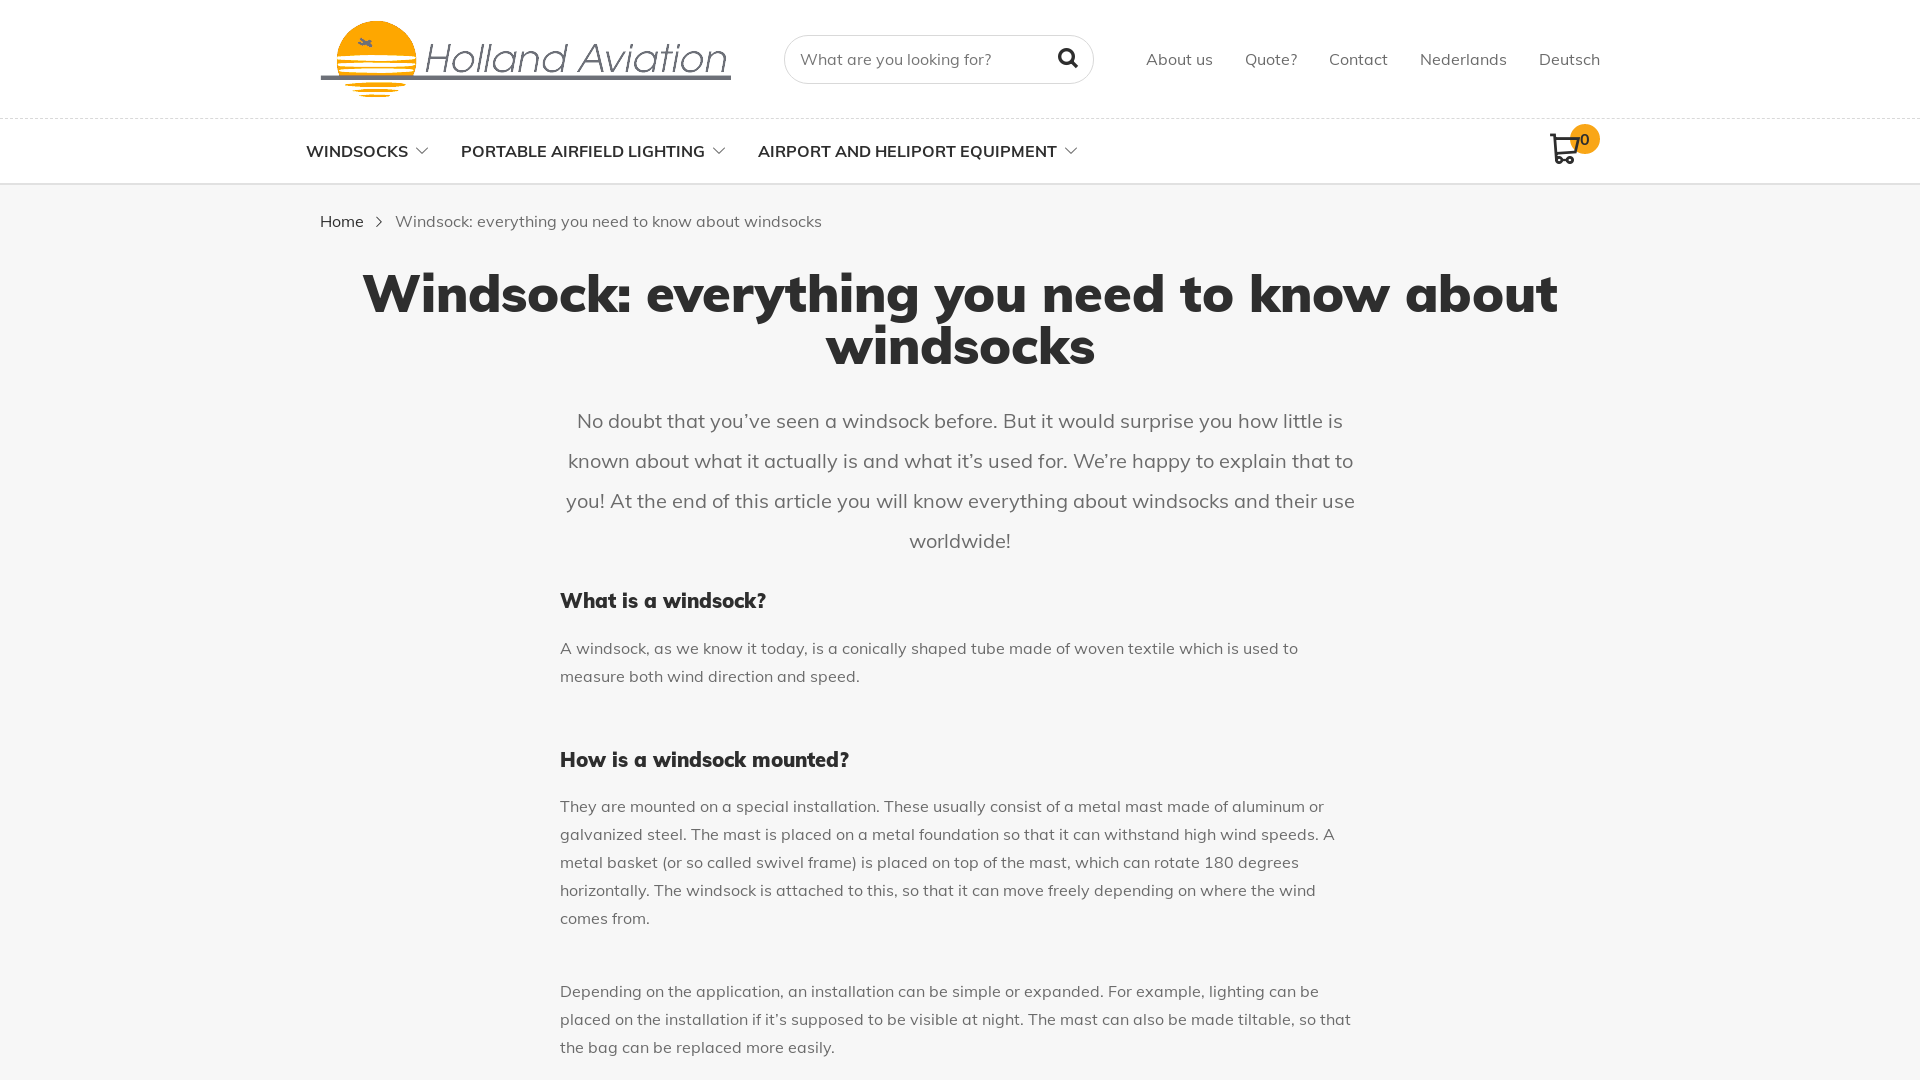 Holland Aviation
What are you looking for?
About us
Quote?
Contact
Nederlands
Deutsch
WINDSOCKS
PORTABLE AIRFIELD LIGHTING
AIRPORT AND HELIPORT EQUIPMENT
0
Home
Windsock: everything you need to know about windsocks
Windsock: everything you need to know about
windsocks
No doubt that you’ve seen a windsock before. But it would surprise you how little is
known about what it actually is and what it’s used for. We’re happy to explain that to
you! At the end of this article you will know everything about windsocks and their use
worldwide!
What is a windsock?
A windsock, as we know it today, is a conically shaped tube made of woven textile which is used to
measure both wind direction and speed.
How is a windsock mounted?
They are mounted on a special installation. These usually consist of a metal mast made of aluminum or
galvanized steel. The mast is placed on a metal foundation so that it can withstand high wind speeds. A
metal basket (or so called swivel frame) is placed on top of the mast, which can rotate 180 degrees
horizontally. The windsock is attached to this, so that it can move freely depending on where the wind
comes from.
Depending on the application, an installation can be simple or expanded. For example, lighting can be
placed on the installation if it’s supposed to be visible at night. The mast can also be made tiltable, so that
the bag can be replaced more easily.